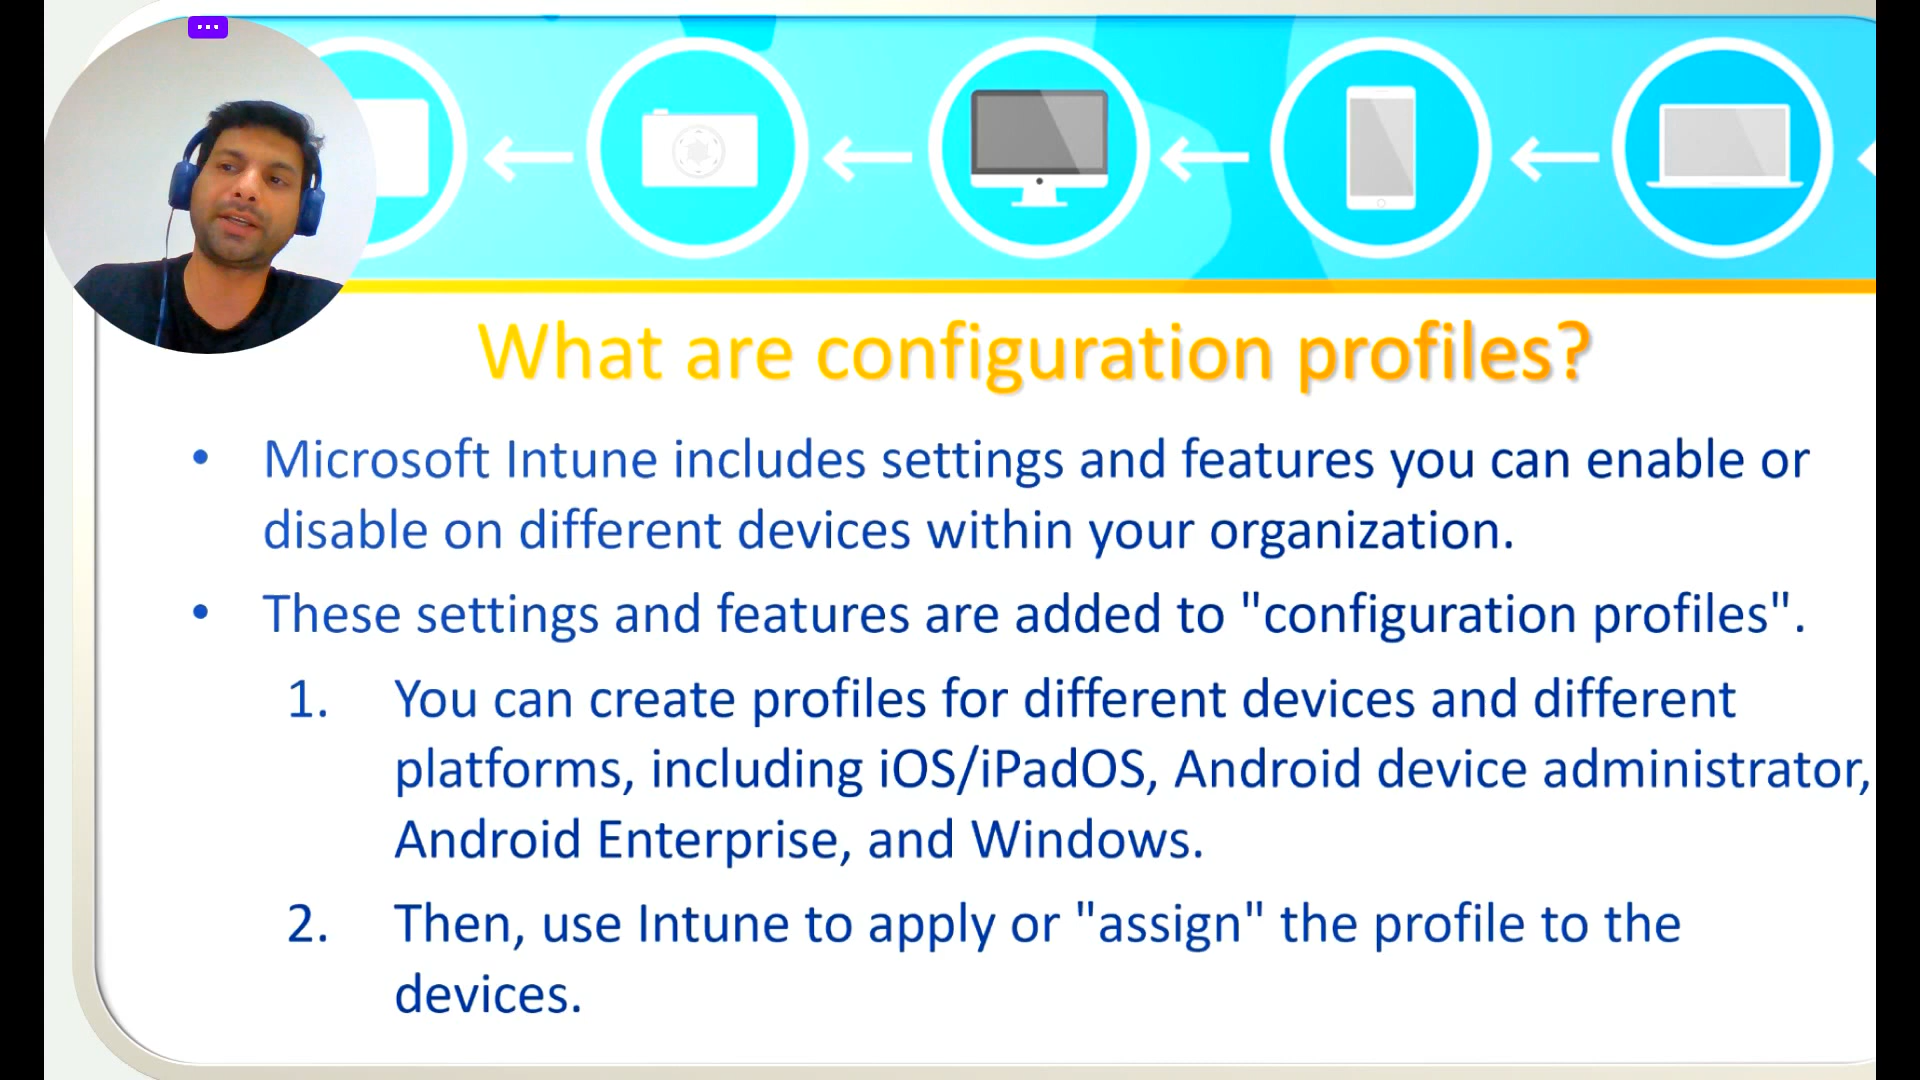 What are configuration profiles?
• Microsoft Intune includes settings and features you can enable or
disable on different devices within your organization.
• These settings and features are added to "configuration profiles".
1. You can create profiles for different devices and different
platforms, including iOS/iPadOS, Android device administrator,
Android Enterprise, and Windows.
2. Then, use Intune to apply or "assign" the profile to the
devices.